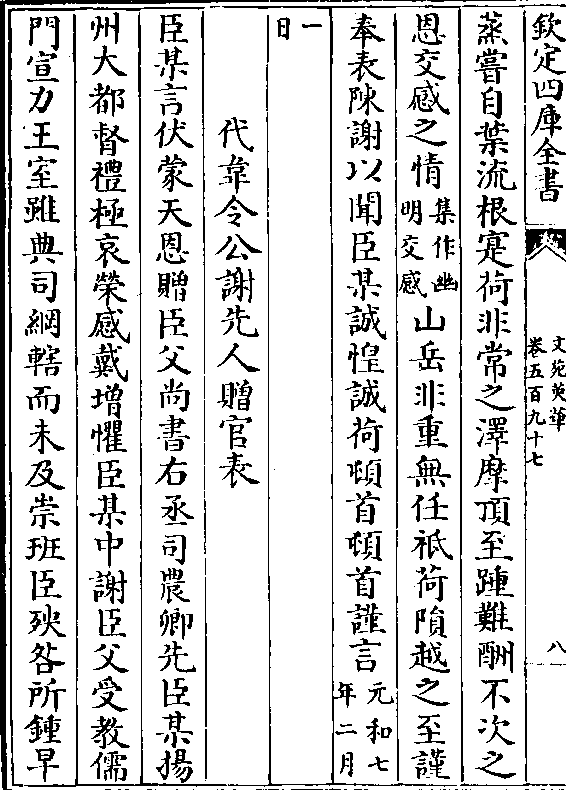 欽定四庫全書
文苑英華
卷五百九十七
八
蒸嘗自葉流根寔荷非常之澤摩頂至踵難酬不次之
恩交感之情集作幽明交感山岳非重無任祗荷隕越之至謹
奉表陳謝以聞臣某誠惶誠荷頓首頓首謹言元和七年二月
一日
代韋令公謝先人贈官表
臣某言伏蒙天恩贈臣父尚書右丞司農卿先臣某揚
州大都督禮極哀榮感戴增懼臣某中謝臣父受教儒
門宣力王室雖典司綱轄而未及崇班臣殃咎所鍾早